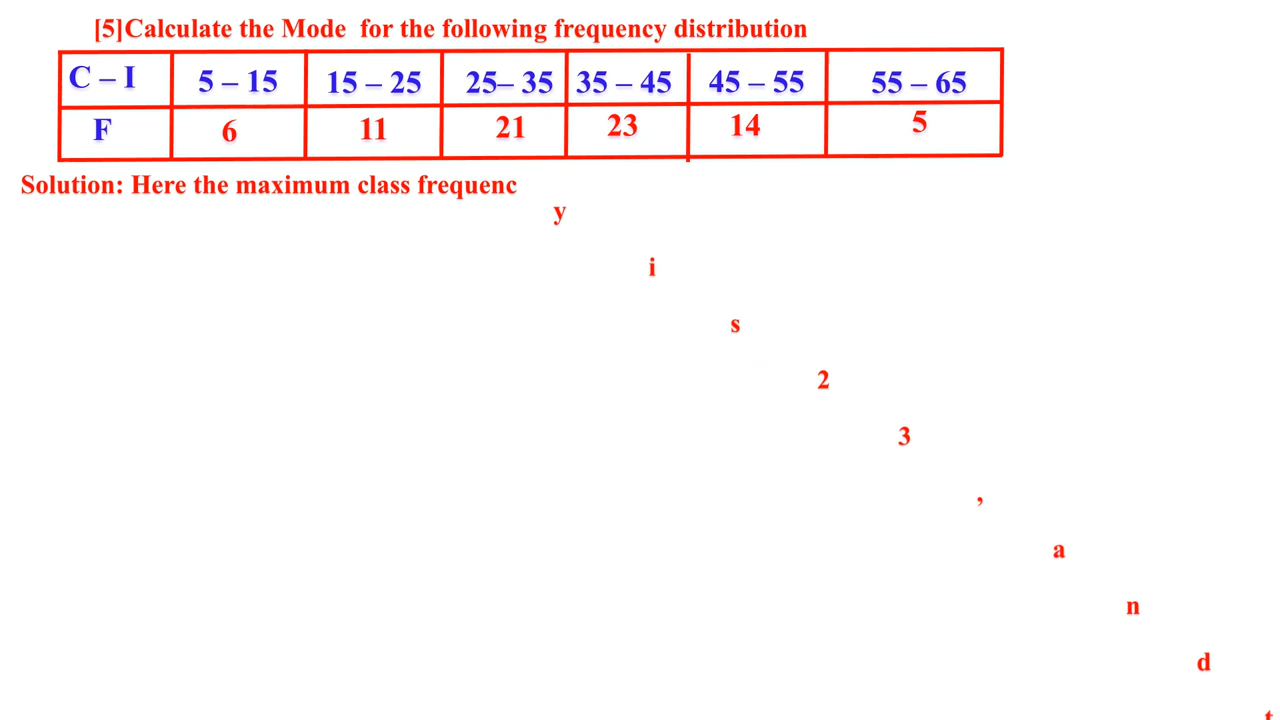 [5]Calculate the Mode for the following frequency distribution
C – I 5 – 15 15 – 25 25– 35 35 – 45 45 – 55 55 – 65
F 6 11 21 23 14 5
Solution: Here the maximum class frequenc
y
i
s
2
3
,
a
n
d
t